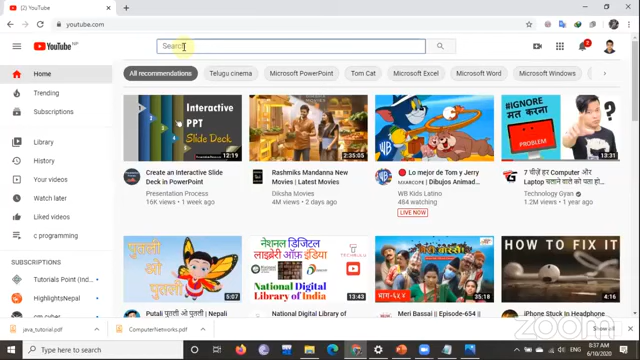 (2) YouTube
youtube.com
YouTube NP
Search
2
Home
Trending
Subscriptions
Library
History
Your videos
Watch later
Liked videos
c programming
SUBSCRIPTIONS
Tutorials Point (Ind...
HighlightsNepal
All recommendations
Telugu cinema
Microsoft PowerPoint
Tom Cat
Microsoft Excel
Microsoft Word
Microsoft Windows
Interactive
PPT
Slide Deck
12:19
Create an Interactive Slide
Deck in PowerPoint
Presentation Process
16K views • 1 week ago
2:35:05
Rashmika Mandanna New
Movies | Latest Movies
Diksha Movies
4M views • 2 days ago
Lo mejor de Tom y Jerry
| Dibujos Animad...
WB Kids Latino
464 watching
LIVE NOW
#IGNORE
मत करना
PROBLEM
13:31
7 चीज़ें हर Computer और
Laptop चलाने वाले को पता हो...
Technology Gyan
1.2M views • 1 year ago
पुतली
ओ
पुतली
5:07
नेशनल डिजिटल
लाइब्रेरी ऑफ़ इंडिया
National Digital
Library of India
13:43
मेरी बास्सै
भाग-६५४
35:18
HOW TO FIX IT
4:16
Putali पुतली ओ पुतली |
National Digital Library of
Meri Bassai || Episode-654 ||
iPhone Stuck In Headphone
java_tutorial.pdf
ComputerNetworks.pdf
Show all
zoom
Type here to search
8:37 AM
6/10/2020